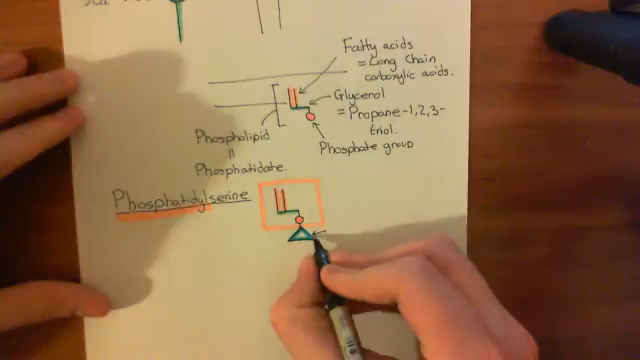 Fatty acids
= Long Chain
carboxylic acids.
Glycerol
= Propane-1,2,3-
triol.
Phosphate group
Phospholipid
=
Phosphatidate.
Phosphatidylserine